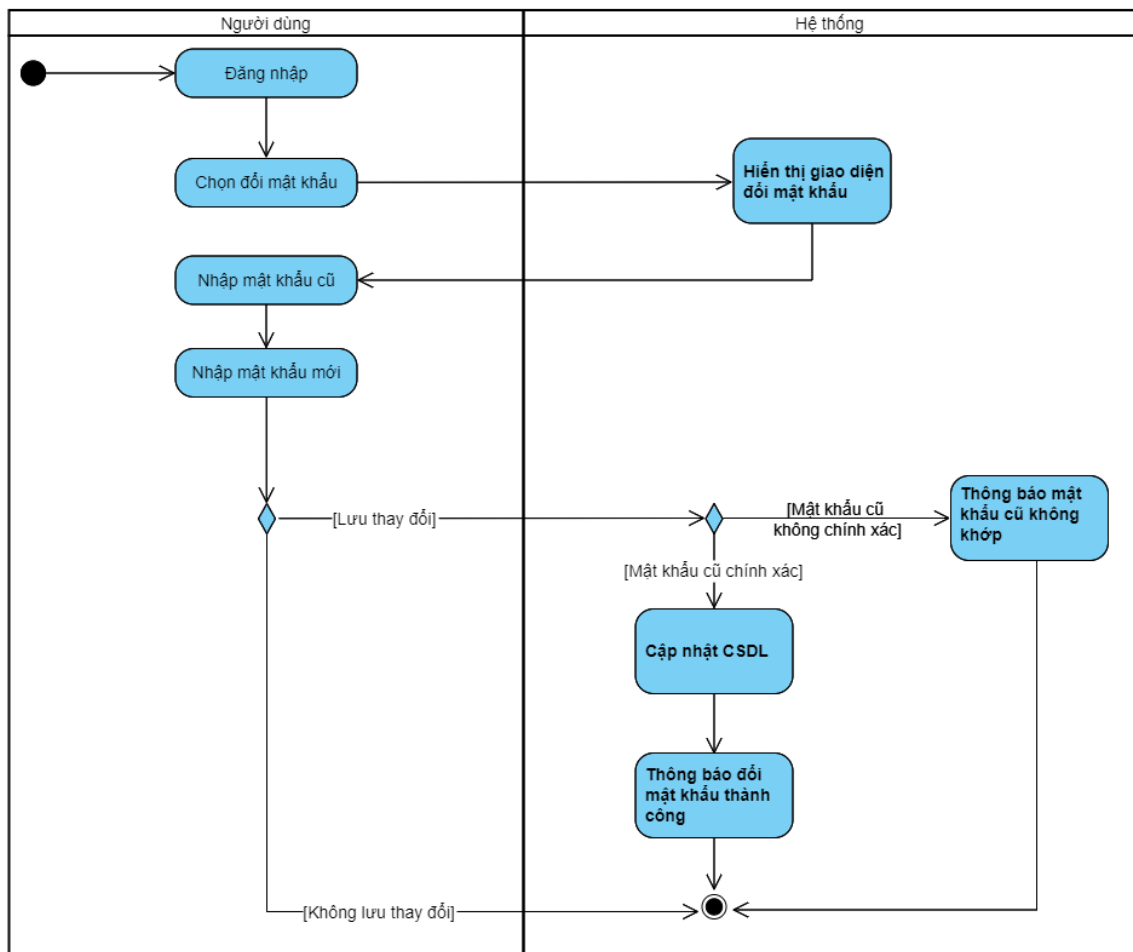 Người dùng
Hệ thống
Đăng nhập
Chọn đổi mật khẩu
Hiển thị giao diện
đổi mật khẩu
Nhập mật khẩu cũ
Nhập mật khẩu mới
[Lưu thay đổi]
[Mật khẩu cũ
không chính xác]
Thông báo mật
khẩu cũ không
khớp
[Mật khẩu cũ chính xác]
Cập nhật CSDL
Thông báo đổi
mật khẩu thành
công
[Không lưu thay đổi]